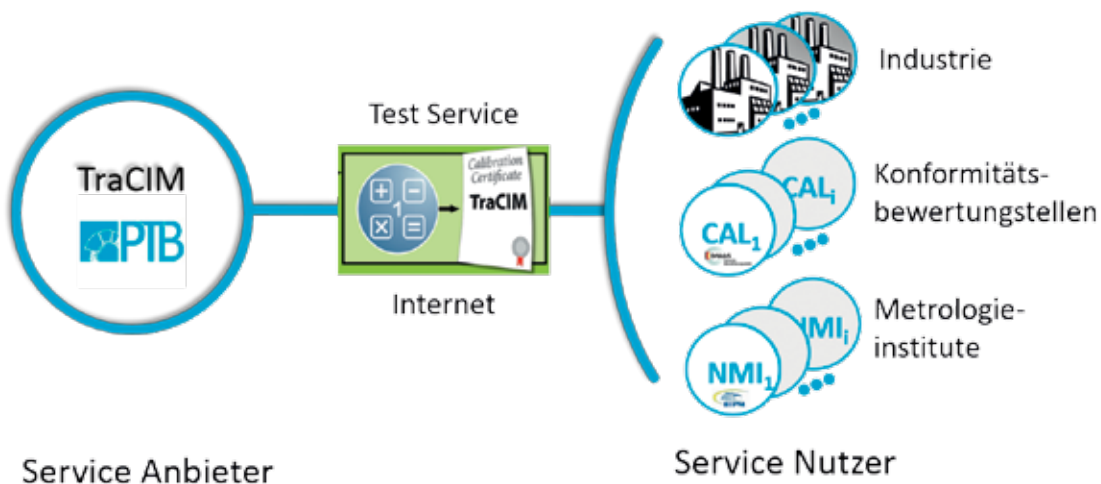 TraCIM
PTB
Service Anbieter
Test Service
1
Calibration
Certificate
TraCIM
Internet
Industrie
CAL₁
CALᵢ
Konformitäts-
bewertungstellen
NMI₁
NMIᵢ
Metrologie-
institute
Service Nutzer